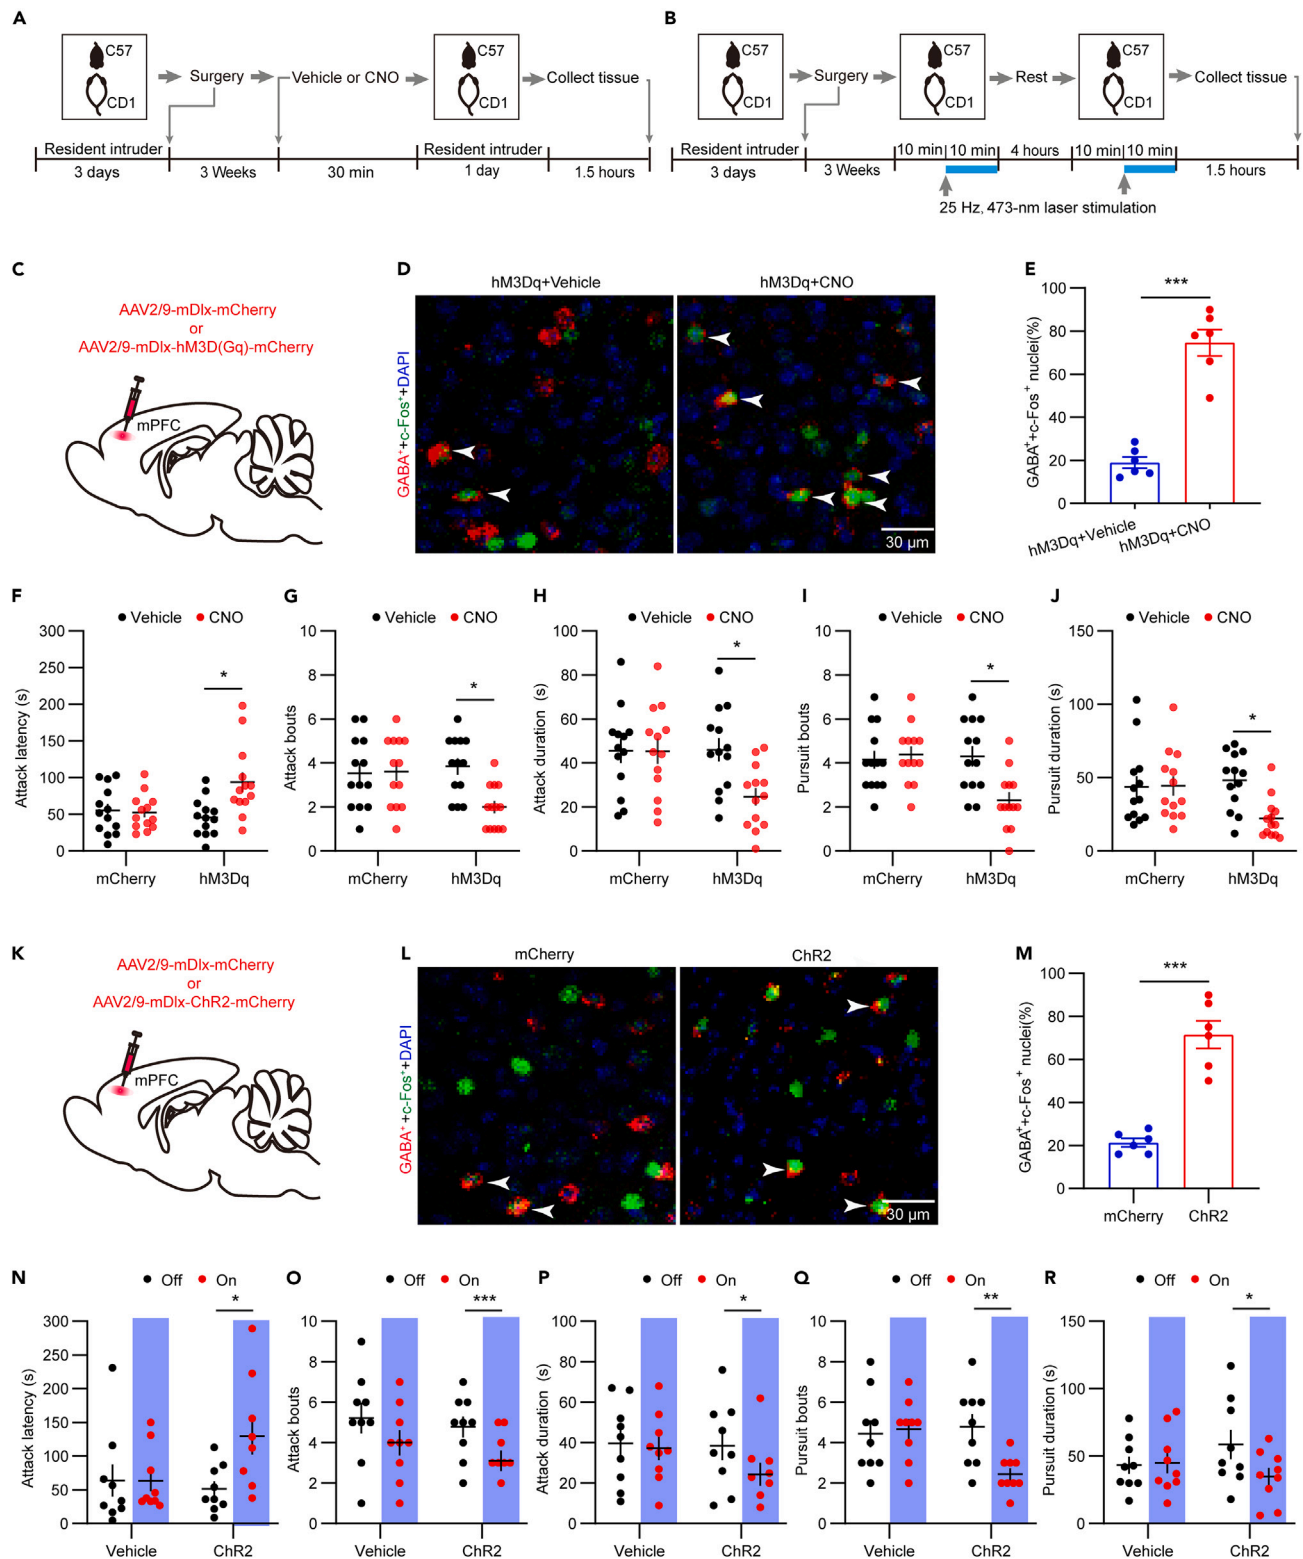 A
C57
CD1
Surgery
Vehicle or CNO
C57
CD1
Collect tissue
Resident intruder
3 days
3 Weeks
30 min
Resident intruder
1 day
1.5 hours
B
C57
CD1
Surgery
C57
CD1
Rest
C57
CD1
Collect tissue
Resident intruder
3 days
3 Weeks
10 min
10 min
4 hours
10 min
10 min
1.5 hours
25 Hz, 473-nm laser stimulation
C
AAV2/9-mDlx-mCherry
or
AAV2/9-mDlx-hM3D(Gq)-mCherry
mPFC
D
hM3Dq+Vehicle
hM3Dq+CNO
GABA⁺+c-Fos⁺+DAPI
30 μm
E
GABA⁺+c-Fos⁺ nuclei(%)
100
80
60
40
20
0
***
hM3Dq+Vehicle
hM3Dq+CNO
F
Vehicle
CNO
Attack latency (s)
300
250
200
150
100
50
0
*
mCherry
hM3Dq
G
Vehicle
CNO
Attack bouts
10
8
6
4
2
0
*
mCherry
hM3Dq
H
Vehicle
CNO
Attack duration (s)
100
80
60
40
20
0
*
mCherry
hM3Dq
I
Vehicle
CNO
Pursuit bouts
10
8
6
4
2
0
*
mCherry
hM3Dq
J
Vehicle
CNO
Pursuit duration (s)
150
100
50
0
*
mCherry
hM3Dq
K
AAV2/9-mDlx-mCherry
or
AAV2/9-mDlx-ChR2-mCherry
mPFC
L
mCherry
ChR2
GABA⁺+c-Fos⁺+DAPI
30 μm
M
GABA⁺+c-Fos⁺ nuclei(%)
100
80
60
40
20
0
***
mCherry
ChR2
N
Off
On
Attack latency (s)
300
250
200
150
100
50
0
*
Vehicle
ChR2
O
Off
On
Attack bouts
10
8
6
4
2
0
***
Vehicle
ChR2
P
Off
On
Attack duration (s)
100
80
60
40
20
0
*
Vehicle
ChR2
Q
Off
On
Pursuit bouts
10
8
6
4
2
0
**
Vehicle
ChR2
R
Off
On
Pursuit duration (s)
150
100
50
0
*
Vehicle
ChR2